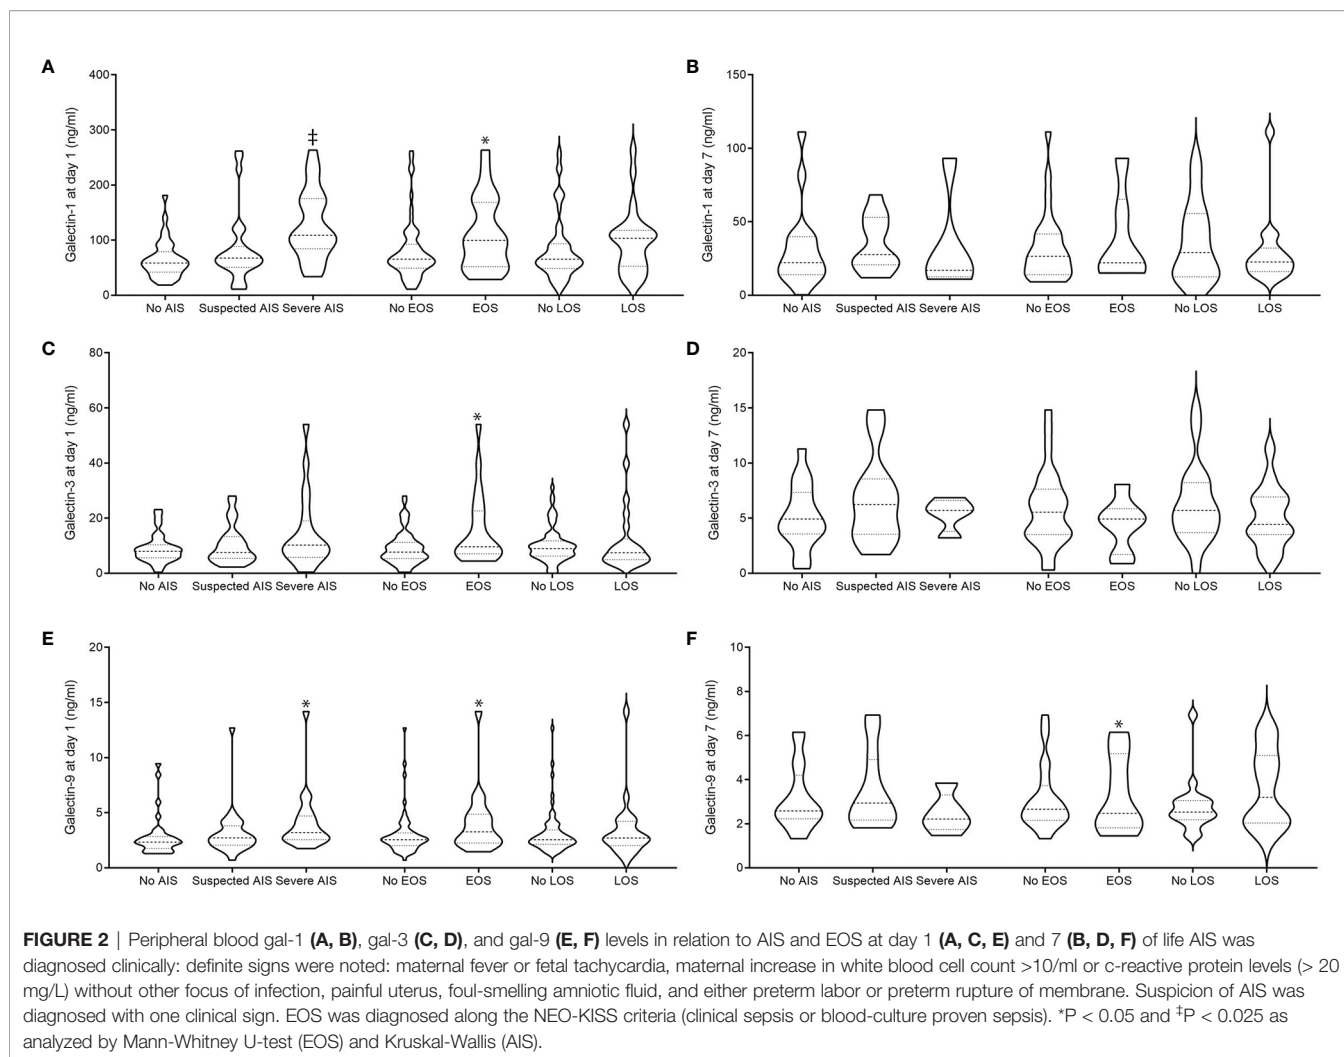 A
B
400
300
200
100
0
Galectin-1 at day 1 (ng/ml)
‡
*
No AIS Suspected AIS Severe AIS No EOS EOS No LOS LOS
150
100
50
0
Galectin-1 at day 7 (ng/ml)
No AIS Suspected AIS Severe AIS No EOS EOS No LOS LOS
C
D
80
60
40
20
0
Galectin-3 at day 1 (ng/ml)
*
No AIS Suspected AIS Severe AIS No EOS EOS No LOS LOS
20
15
10
5
0
Galectin-3 at day 7 (ng/ml)
No AIS Suspected AIS Severe AIS No EOS EOS No LOS LOS
E
F
20
15
10
5
0
Galectin-9 at day 1 (ng/ml)
*
*
No AIS Suspected AIS Severe AIS No EOS EOS No LOS LOS
10
8
6
4
2
0
Galectin-9 at day 7 (ng/ml)
*
No AIS Suspected AIS Severe AIS No EOS EOS No LOS LOS
FIGURE 2 | Peripheral blood gal-1 (A, B), gal-3 (C, D), and gal-9 (E, F) levels in relation to AIS and EOS at day 1 (A, C, E) and 7 (B, D, F) of life AIS was
diagnosed clinically: definite signs were noted: maternal fever or fetal tachycardia, maternal increase in white blood cell count >10/ml or c-reactive protein levels (> 20
mg/L) without other focus of infection, painful uterus, foul-smelling amniotic fluid, and either preterm labor or preterm rupture of membrane. Suspicion of AIS was
diagnosed with one clinical sign. EOS was diagnosed along the NEO-KISS criteria (clinical sepsis or blood-culture proven sepsis). *P < 0.05 and ‡P < 0.025 as
analyzed by Mann-Whitney U-test (EOS) and Kruskal-Wallis (AIS).